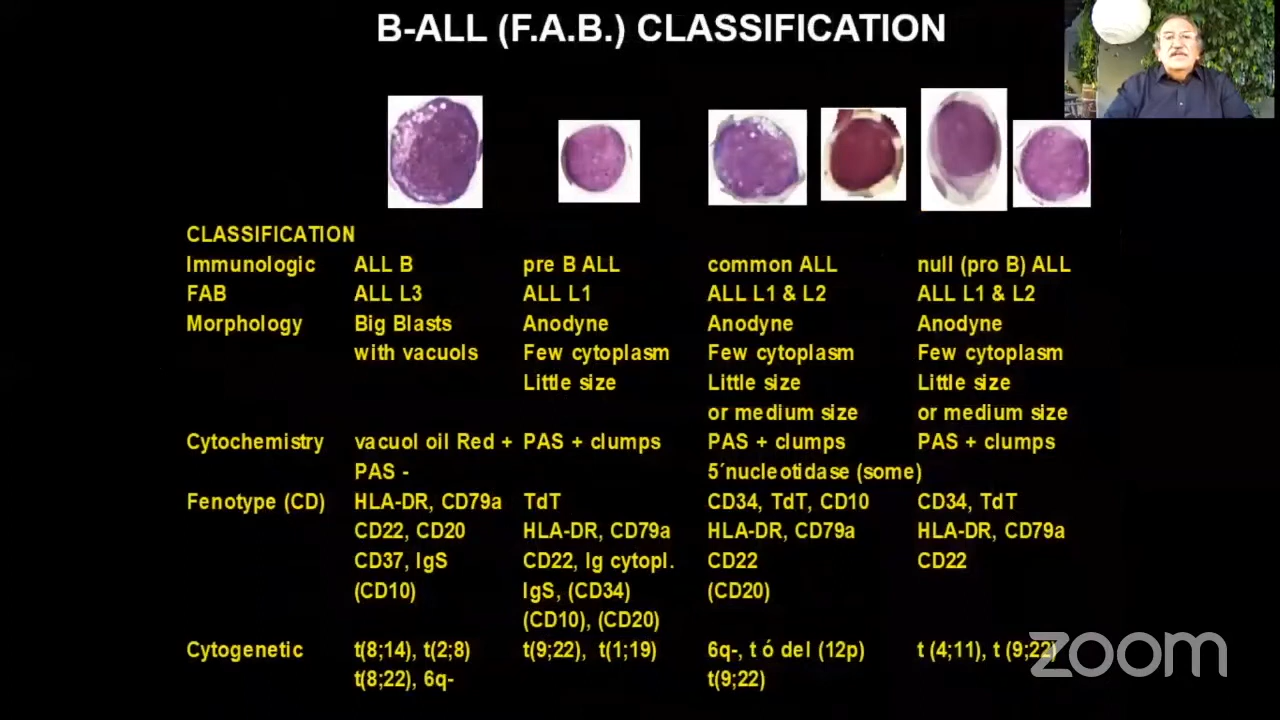 B-ALL (F.A.B.) CLASSIFICATION
CLASSIFICATION
Immunologic ALL B pre B ALL common ALL null (pro B) ALL
FAB ALL L3 ALL L1 ALL L1 & L2 ALL L1 & L2
Morphology Big Blasts Anodyne Anodyne Anodyne
with vacuols Few cytoplasm Few cytoplasm Few cytoplasm
Little size Little size Little size
or medium size or medium size
Cytochemistry vacuol oil Red + PAS + clumps PAS + clumps PAS + clumps
PAS - 5´nucleotidase (some)
Fenotype (CD) HLA-DR, CD79a TdT CD34, TdT, CD10 CD34, TdT
CD22, CD20 HLA-DR, CD79a HLA-DR, CD79a HLA-DR, CD79a
CD37, IgS CD22, Ig cytopl. CD22 CD22
(CD10) IgS, (CD34) (CD20)
(CD10), (CD20)
Cytogenetic t(8;14), t(2;8) t(9;22), t(1;19) 6q-, t ó del (12p) t (4;11), t (9;22)
t(8;22), 6q- t(9;22)
zoom